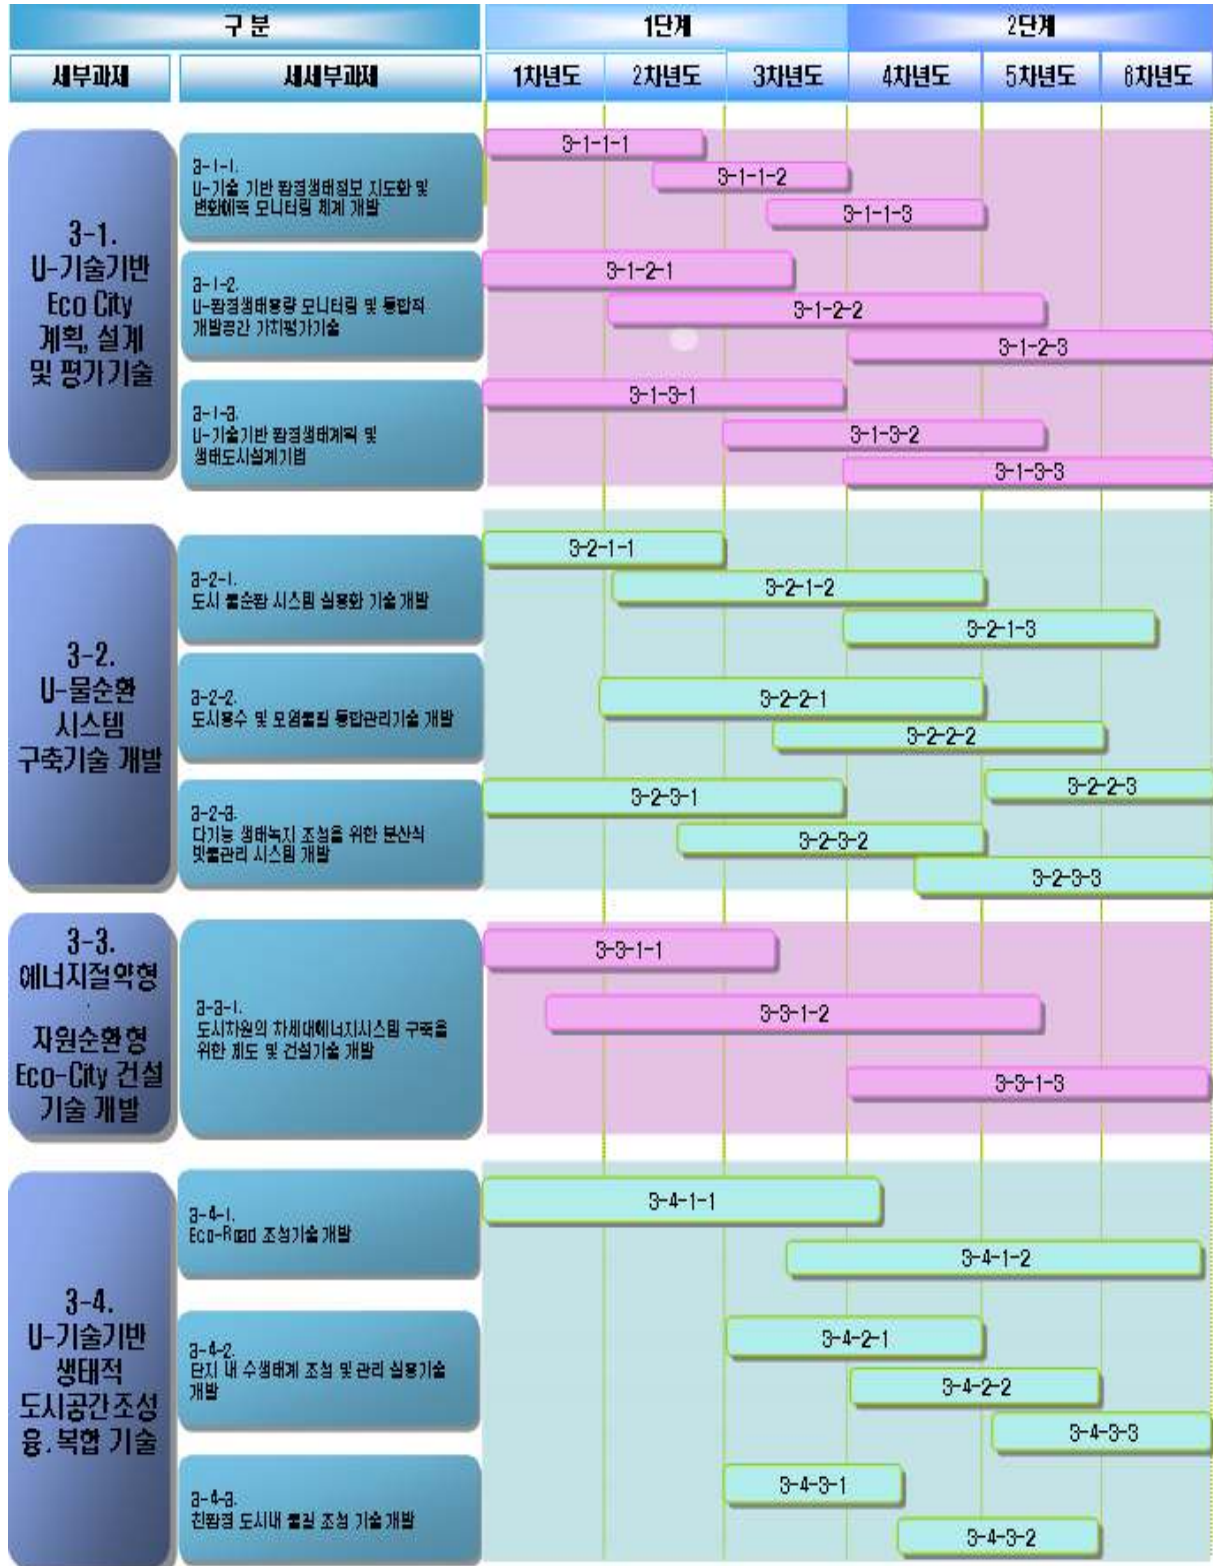 구 분
1단계
2단계
세부과제
세세부과제
1차년도
2차년도
3차년도
4차년도
5차년도
6차년도
3-1.
U-기술기반
Eco City
계획, 설계
및 평가기술
3-1-1.
U-기술 기반 환경생태정보 지도화 및
변화예측 모니터링 체계 개발
3-1-1-1
3-1-1-2
3-1-1-3
3-1-2.
U-환경생태용량 모니터링 및 통합적
개발공간 가치평가기술
3-1-2-1
3-1-2-2
3-1-2-3
3-1-3.
U-기술기반 환경생태계획 및
생태도시설계기법
3-1-3-1
3-1-3-2
3-1-3-3
3-2.
U-물순환
시스템
구축기술 개발
3-2-1.
도시 물순환 시스템 실용화 기술 개발
3-2-1-1
3-2-1-2
3-2-1-3
3-2-2.
도시용수 및 오염물질 통합관리기술 개발
3-2-2-1
3-2-2-2
3-2-2-3
3-2-3.
다기능 생태녹지 조성을 위한 분산식
빗물관리 시스템 개발
3-2-3-1
3-2-3-2
3-2-3-3
3-3.
에너지절약형
·
자원순환형
Eco-City 건설
기술 개발
3-3-1.
도시차원의 차세대에너지시스템 구축을
위한 제도 및 건설기술 개발
3-3-1-1
3-3-1-2
3-3-1-3
3-4.
U-기술기반
생태적
도시공간조성
융.복합 기술
3-4-1.
Eco-Road 조성기술 개발
3-4-1-1
3-4-1-2
3-4-2.
단지 내 수생태계 조성 및 관리 실용기술
개발
3-4-2-1
3-4-2-2
3-4-3-3
3-4-3.
친환경 도시내 물길 조성 기술 개발
3-4-3-1
3-4-3-2